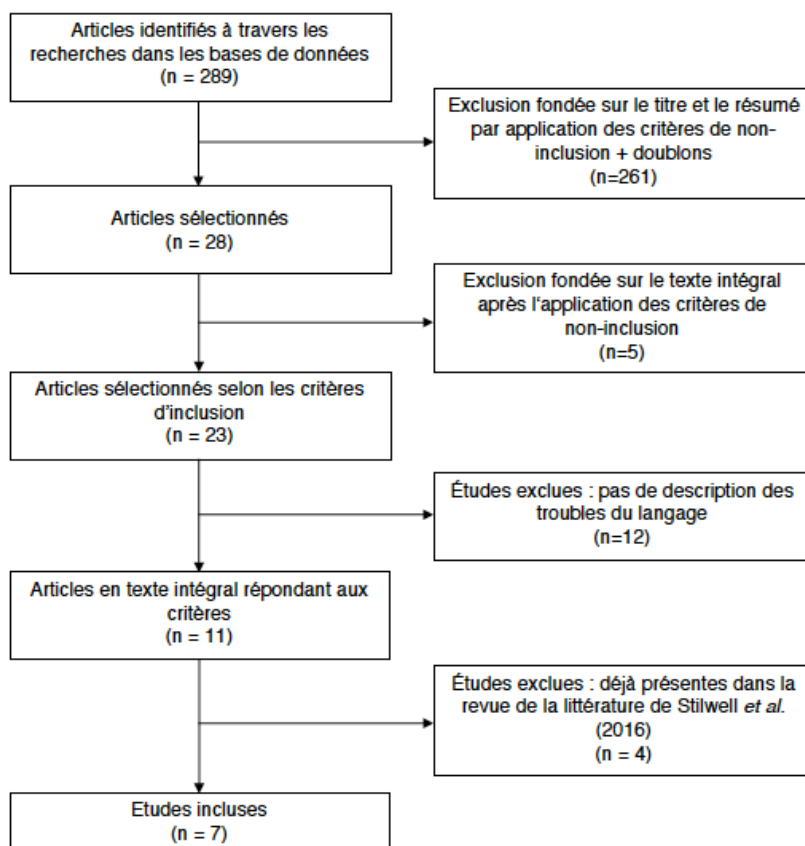 Articles identifiés à travers les
recherches dans les bases de données
(n = 289)
Exclusion fondée sur le titre et le résumé
par application des critères de non-
inclusion + doublons
(n=261)
Articles sélectionnés
(n = 28)
Exclusion fondée sur le texte intégral
après l'application des critères de
non-inclusion
(n=5)
Articles sélectionnés selon les critères
d'inclusion
(n = 23)
Études exclues : pas de description des
troubles du langage
(n=12)
Articles en texte intégral répondant aux
critères
(n = 11)
Études exclues : déjà présentes dans la
revue de la littérature de Stilwell et al.
(2016)
(n = 4)
Etudes incluses
(n = 7)